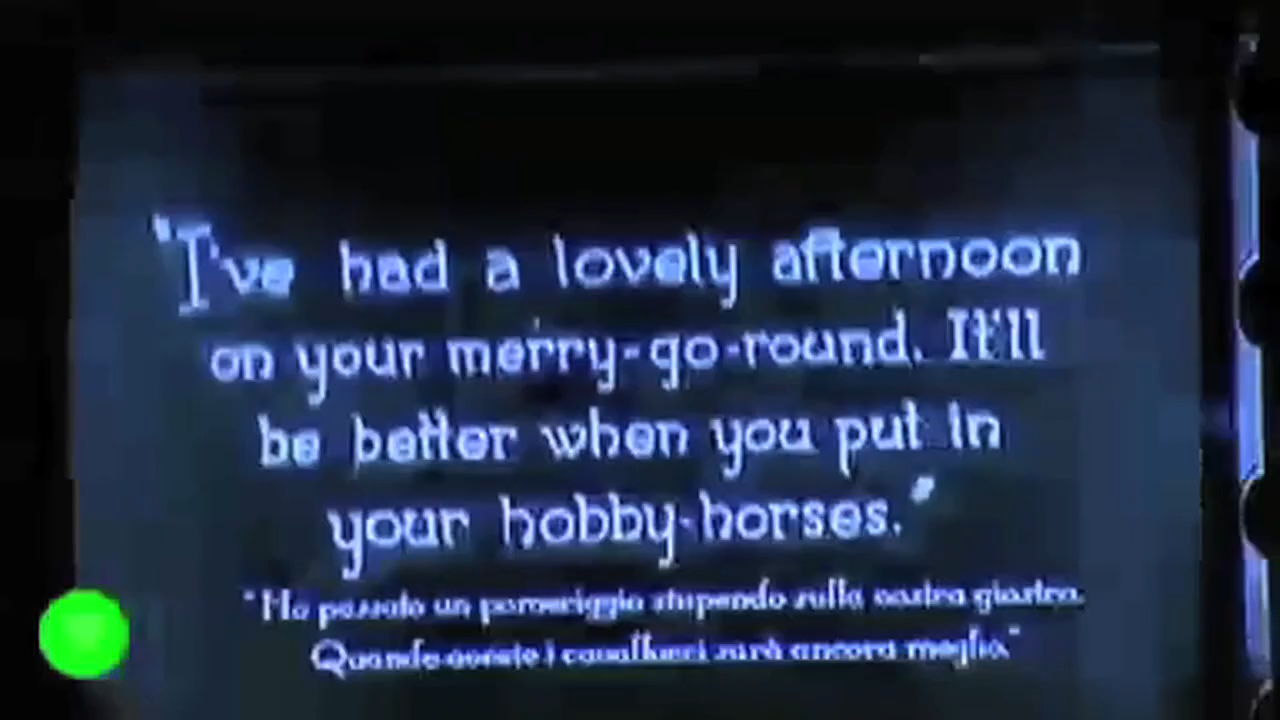 "I've had a lovely afternoon
on your merry-go-round. It'll
be better when you put in
your hobby-horses."
"Ho passato un pomeriggio stupendo sulla vostra giostra.
Quando avrete i cavallucci sarà ancora meglio."